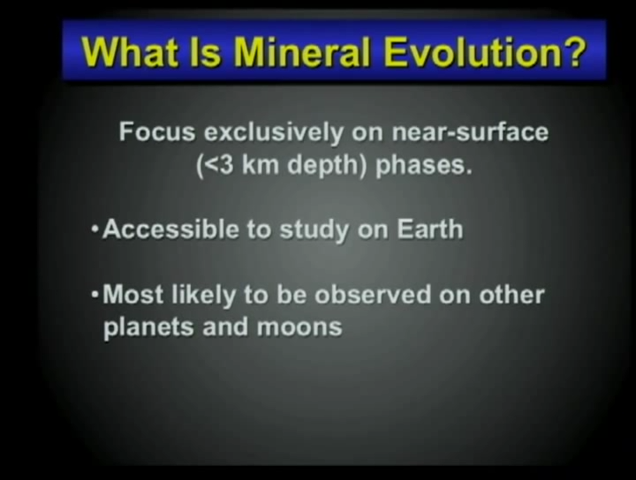 What Is Mineral Evolution?
Focus exclusively on near-surface
(<3 km depth) phases.
•Accessible to study on Earth
•Most likely to be observed on other
planets and moons